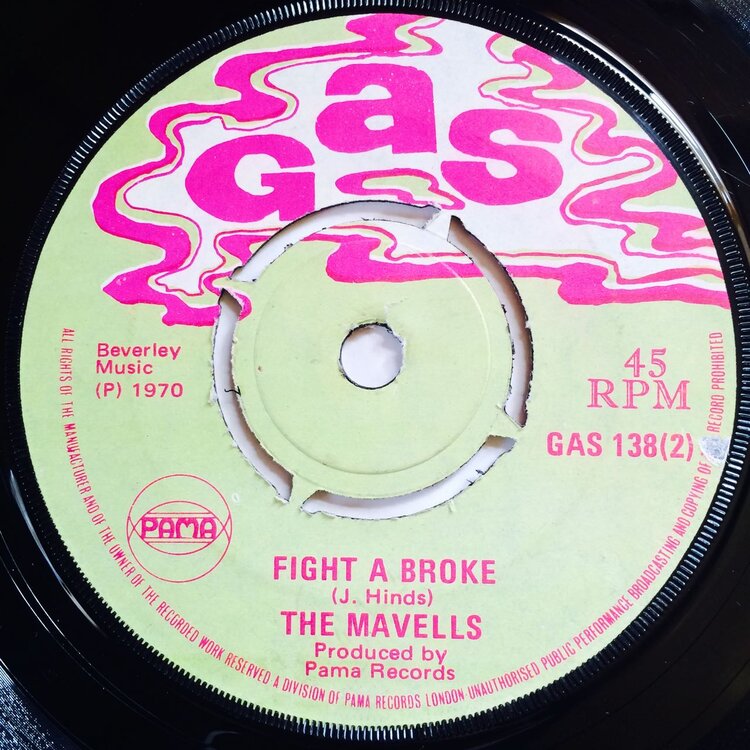 Gas
Beverley
Music
(P) 1970
45
RPM
GAS 138(2)
PAMA
FIGHT A BROKE
(J. Hinds)
THE MAVELLS
Produced by
Pama Records
ALL RIGHTS OF THE MANUFACTURER AND OF THE OWNER OF THE RECORDED WORK RESERVED A DIVISION OF PAMA RECORDS LONDON-UNAUTHORISED PUBLIC PERFORMANCE BROADCASTING AND COPYING OF RECORD PROHIBITED